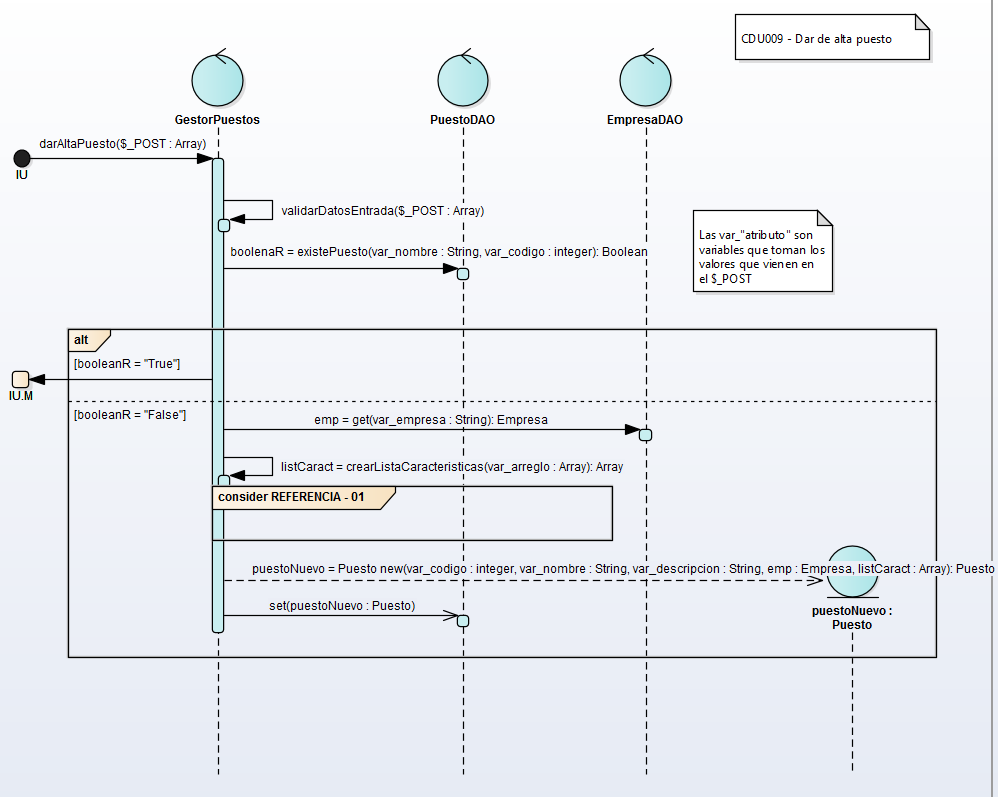 CDU009 - Dar de alta puesto
GestorPuestos
PuestoDAO
EmpresaDAO
darAltaPuesto($_POST : Array)
IU
validarDatosEntrada($_POST : Array)
boolenaR = existePuesto(var_nombre : String, var_codigo : integer): Boolean
Las var_"atributo" son
variables que toman los
valores que vienen en
el $_POST
alt
[booleanR = "True"]
IU.M
[booleanR = "False"]
emp = get(var_empresa : String): Empresa
listCaract = crearListaCaracteristicas(var_arreglo : Array): Array
consider REFERENCIA - 01
puestoNuevo = Puesto new(var_codigo : integer, var_nombre : String, var_descripcion : String, emp : Empresa, listCaract : Array): Puesto
set(puestoNuevo : Puesto)
puestoNuevo :
Puesto